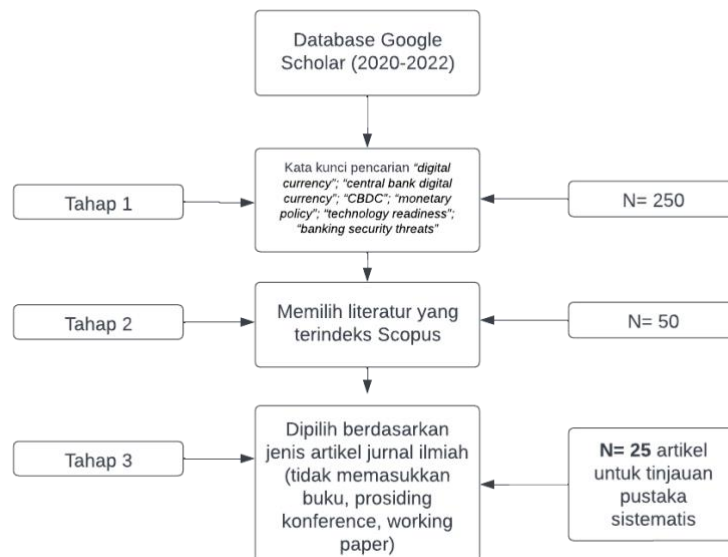 Database Google
Scholar (2020-2022)
Kata kunci pencarian “digital
currency”; “central bank digital
currency”; “CBDC”; “monetary
policy”; “technology readiness”;
“banking security threats”
Tahap 1
N= 250
Memilih literatur yang
terindeks Scopus
Tahap 2
N= 50
Dipilih berdasarkan
jenis artikel jurnal ilmiah
(tidak memasukkan
buku, prosiding
konference, working
paper)
Tahap 3
N= 25 artikel
untuk tinjauan
pustaka
sistematis